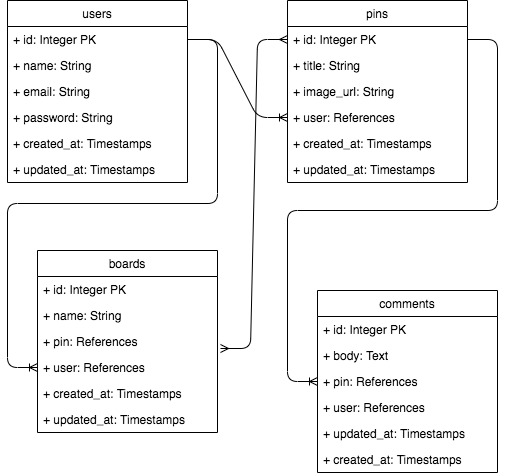 users
+ id: Integer PK
+ name: String
+ email: String
+ password: String
+ created_at: Timestamps
+ updated_at: Timestamps
pins
+ id: Integer PK
+ title: String
+ image_url: String
+ user: References
+ created_at: Timestamps
+ updated_at: Timestamps
boards
+ id: Integer PK
+ name: String
+ pin: References
+ user: References
+ created_at: Timestamps
+ updated_at: Timestamps
comments
+ id: Integer PK
+ body: Text
+ pin: References
+ user: References
+ updated_at: Timestamps
+ created_at: Timestamps